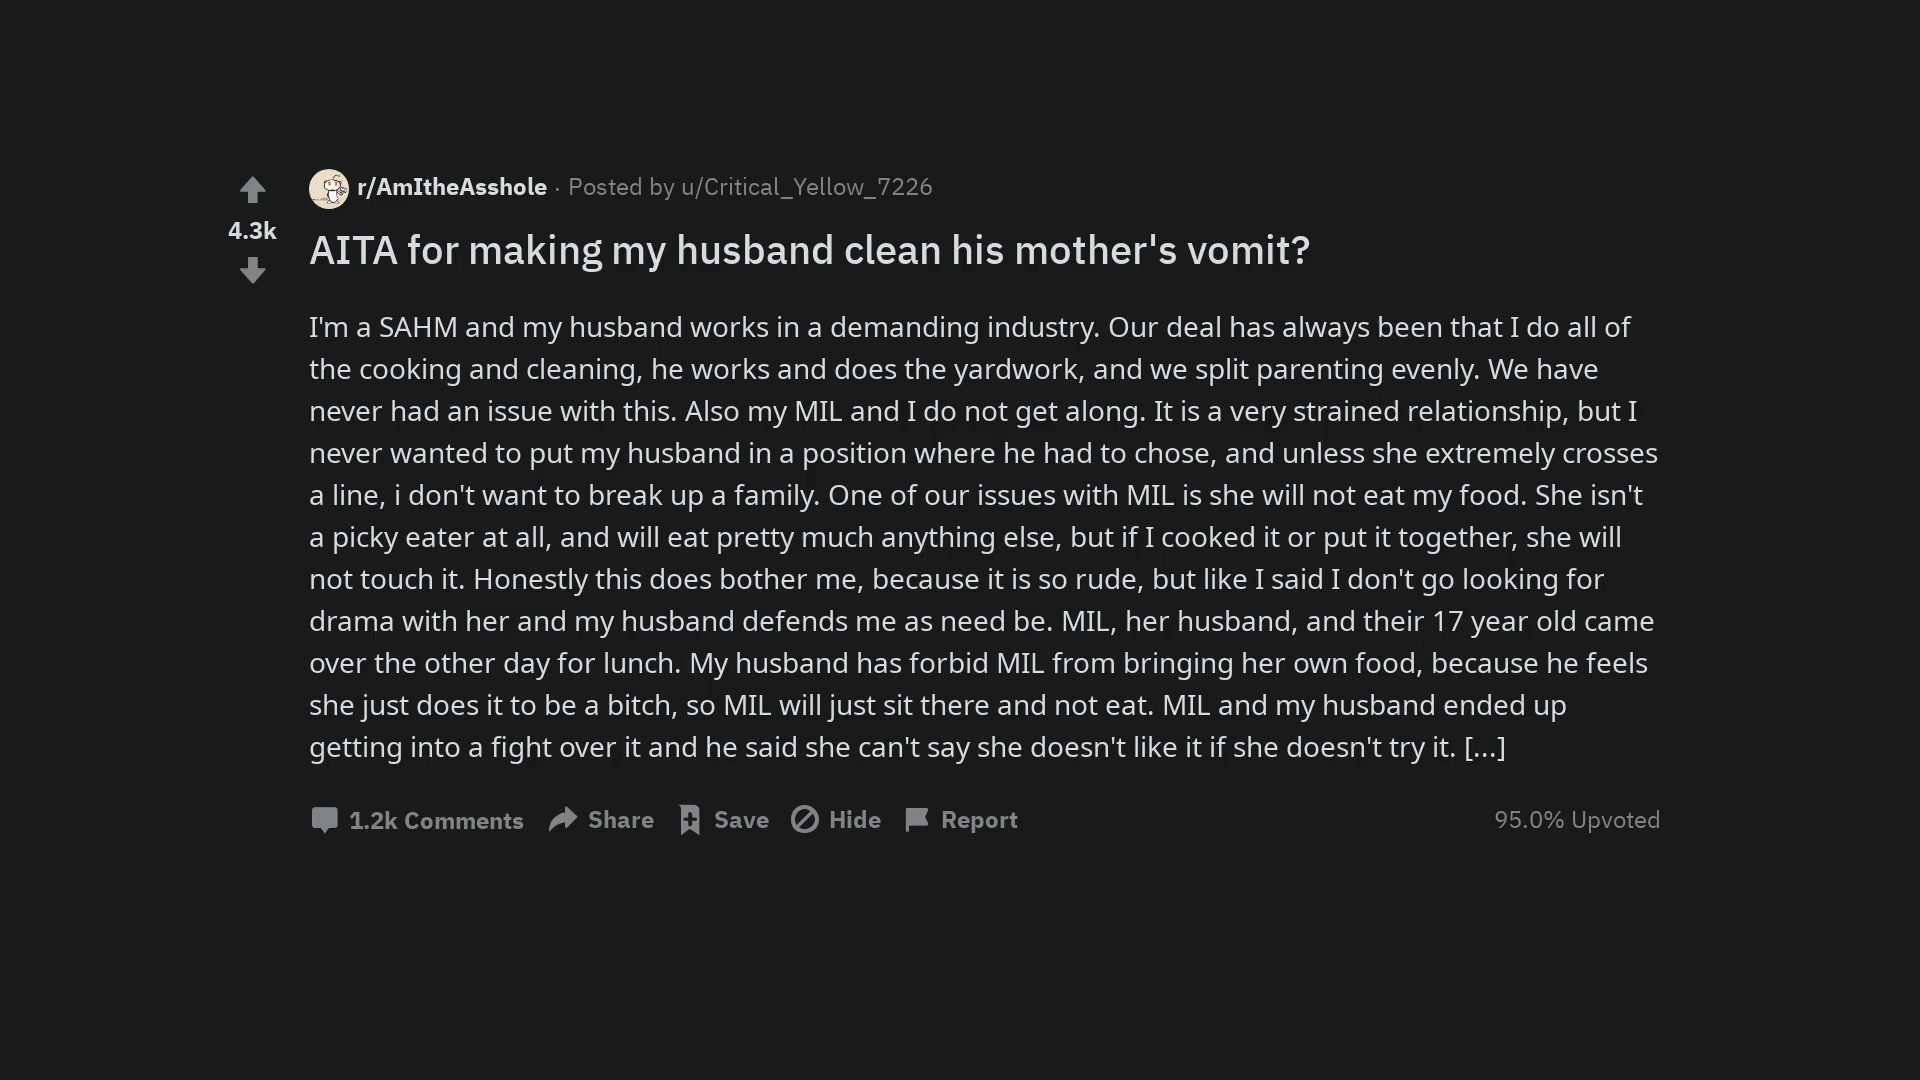 r/AmItheAsshole · Posted by u/Critical_Yellow_7226
4.3k
AITA for making my husband clean his mother's vomit?
I'm a SAHM and my husband works in a demanding industry. Our deal has always been that I do all of
the cooking and cleaning, he works and does the yardwork, and we split parenting evenly. We have
never had an issue with this. Also my MIL and I do not get along. It is a very strained relationship, but I
never wanted to put my husband in a position where he had to chose, and unless she extremely crosses
a line, i don't want to break up a family. One of our issues with MIL is she will not eat my food. She isn't
a picky eater at all, and will eat pretty much anything else, but if I cooked it or put it together, she will
not touch it. Honestly this does bother me, because it is so rude, but like I said I don't go looking for
drama with her and my husband defends me as need be. MIL, her husband, and their 17 year old came
over the other day for lunch. My husband has forbid MIL from bringing her own food, because he feels
she just does it to be a bitch, so MIL will just sit there and not eat. MIL and my husband ended up
getting into a fight over it and he said she can't say she doesn't like it if she doesn't try it. [...]
1.2k Comments Share Save Hide Report 95.0% Upvoted